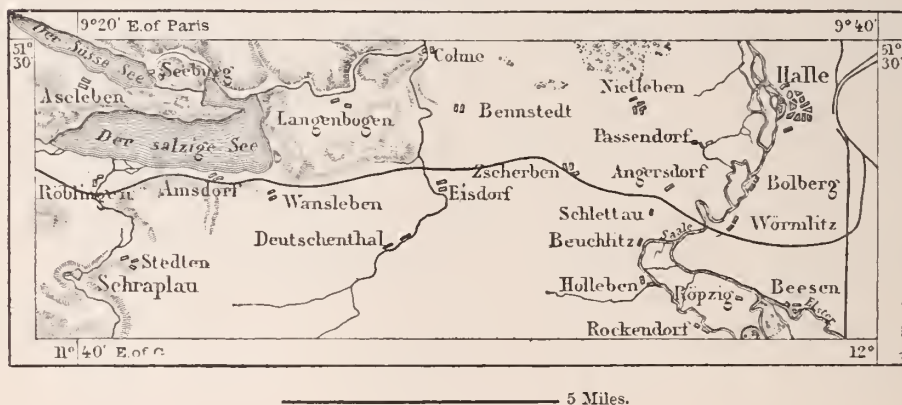 9° 20' E. of Paris
9° 40'
51° 30
51° 30
Der Süsse See
Seeburg
Colme
Halle
Asčleben
Langenbogen
Bennstedt
Nietleben
Der salzige See
Passendorf
Zscherben
Angersdorf
Bölberg
Röblingen
Amsdorf
Wansleben
Eisdorf
Schlettau
Wörmlitz
Deutschenthal
Beuchlitz
Saale
Stedten
Schraplau
Holleben
Röpzig
Beesen
Elster
Rockendorf
11° 40' E. of G
12°
5 Miles.